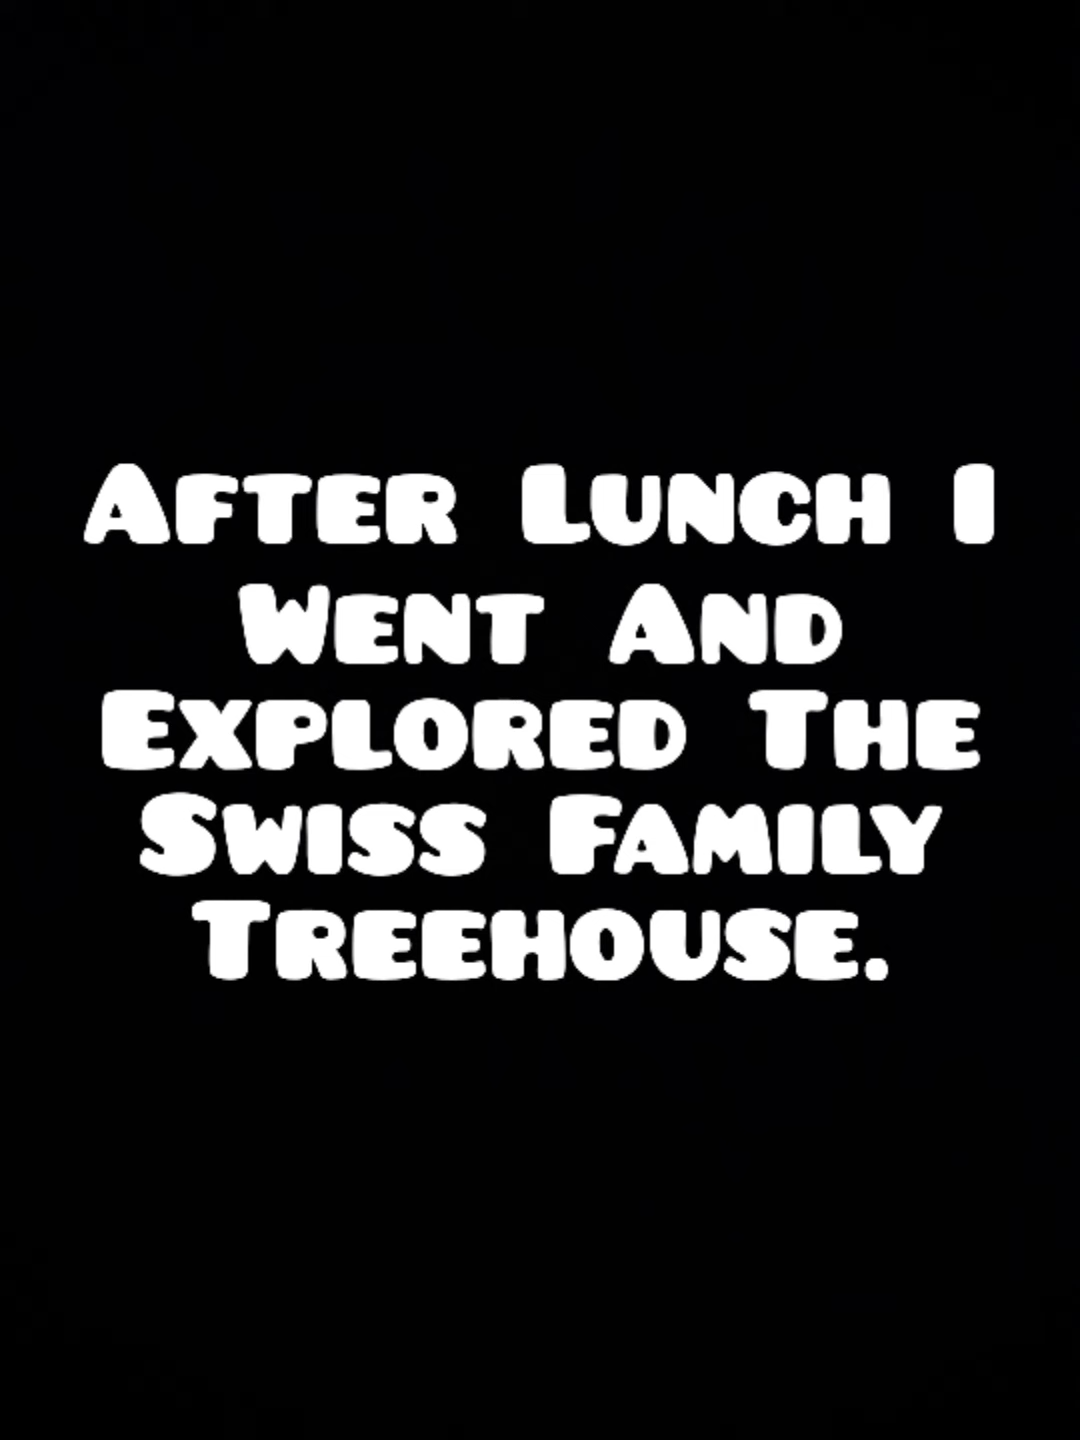 After Lunch I
Went And
Explored The
Swiss Family
Treehouse.